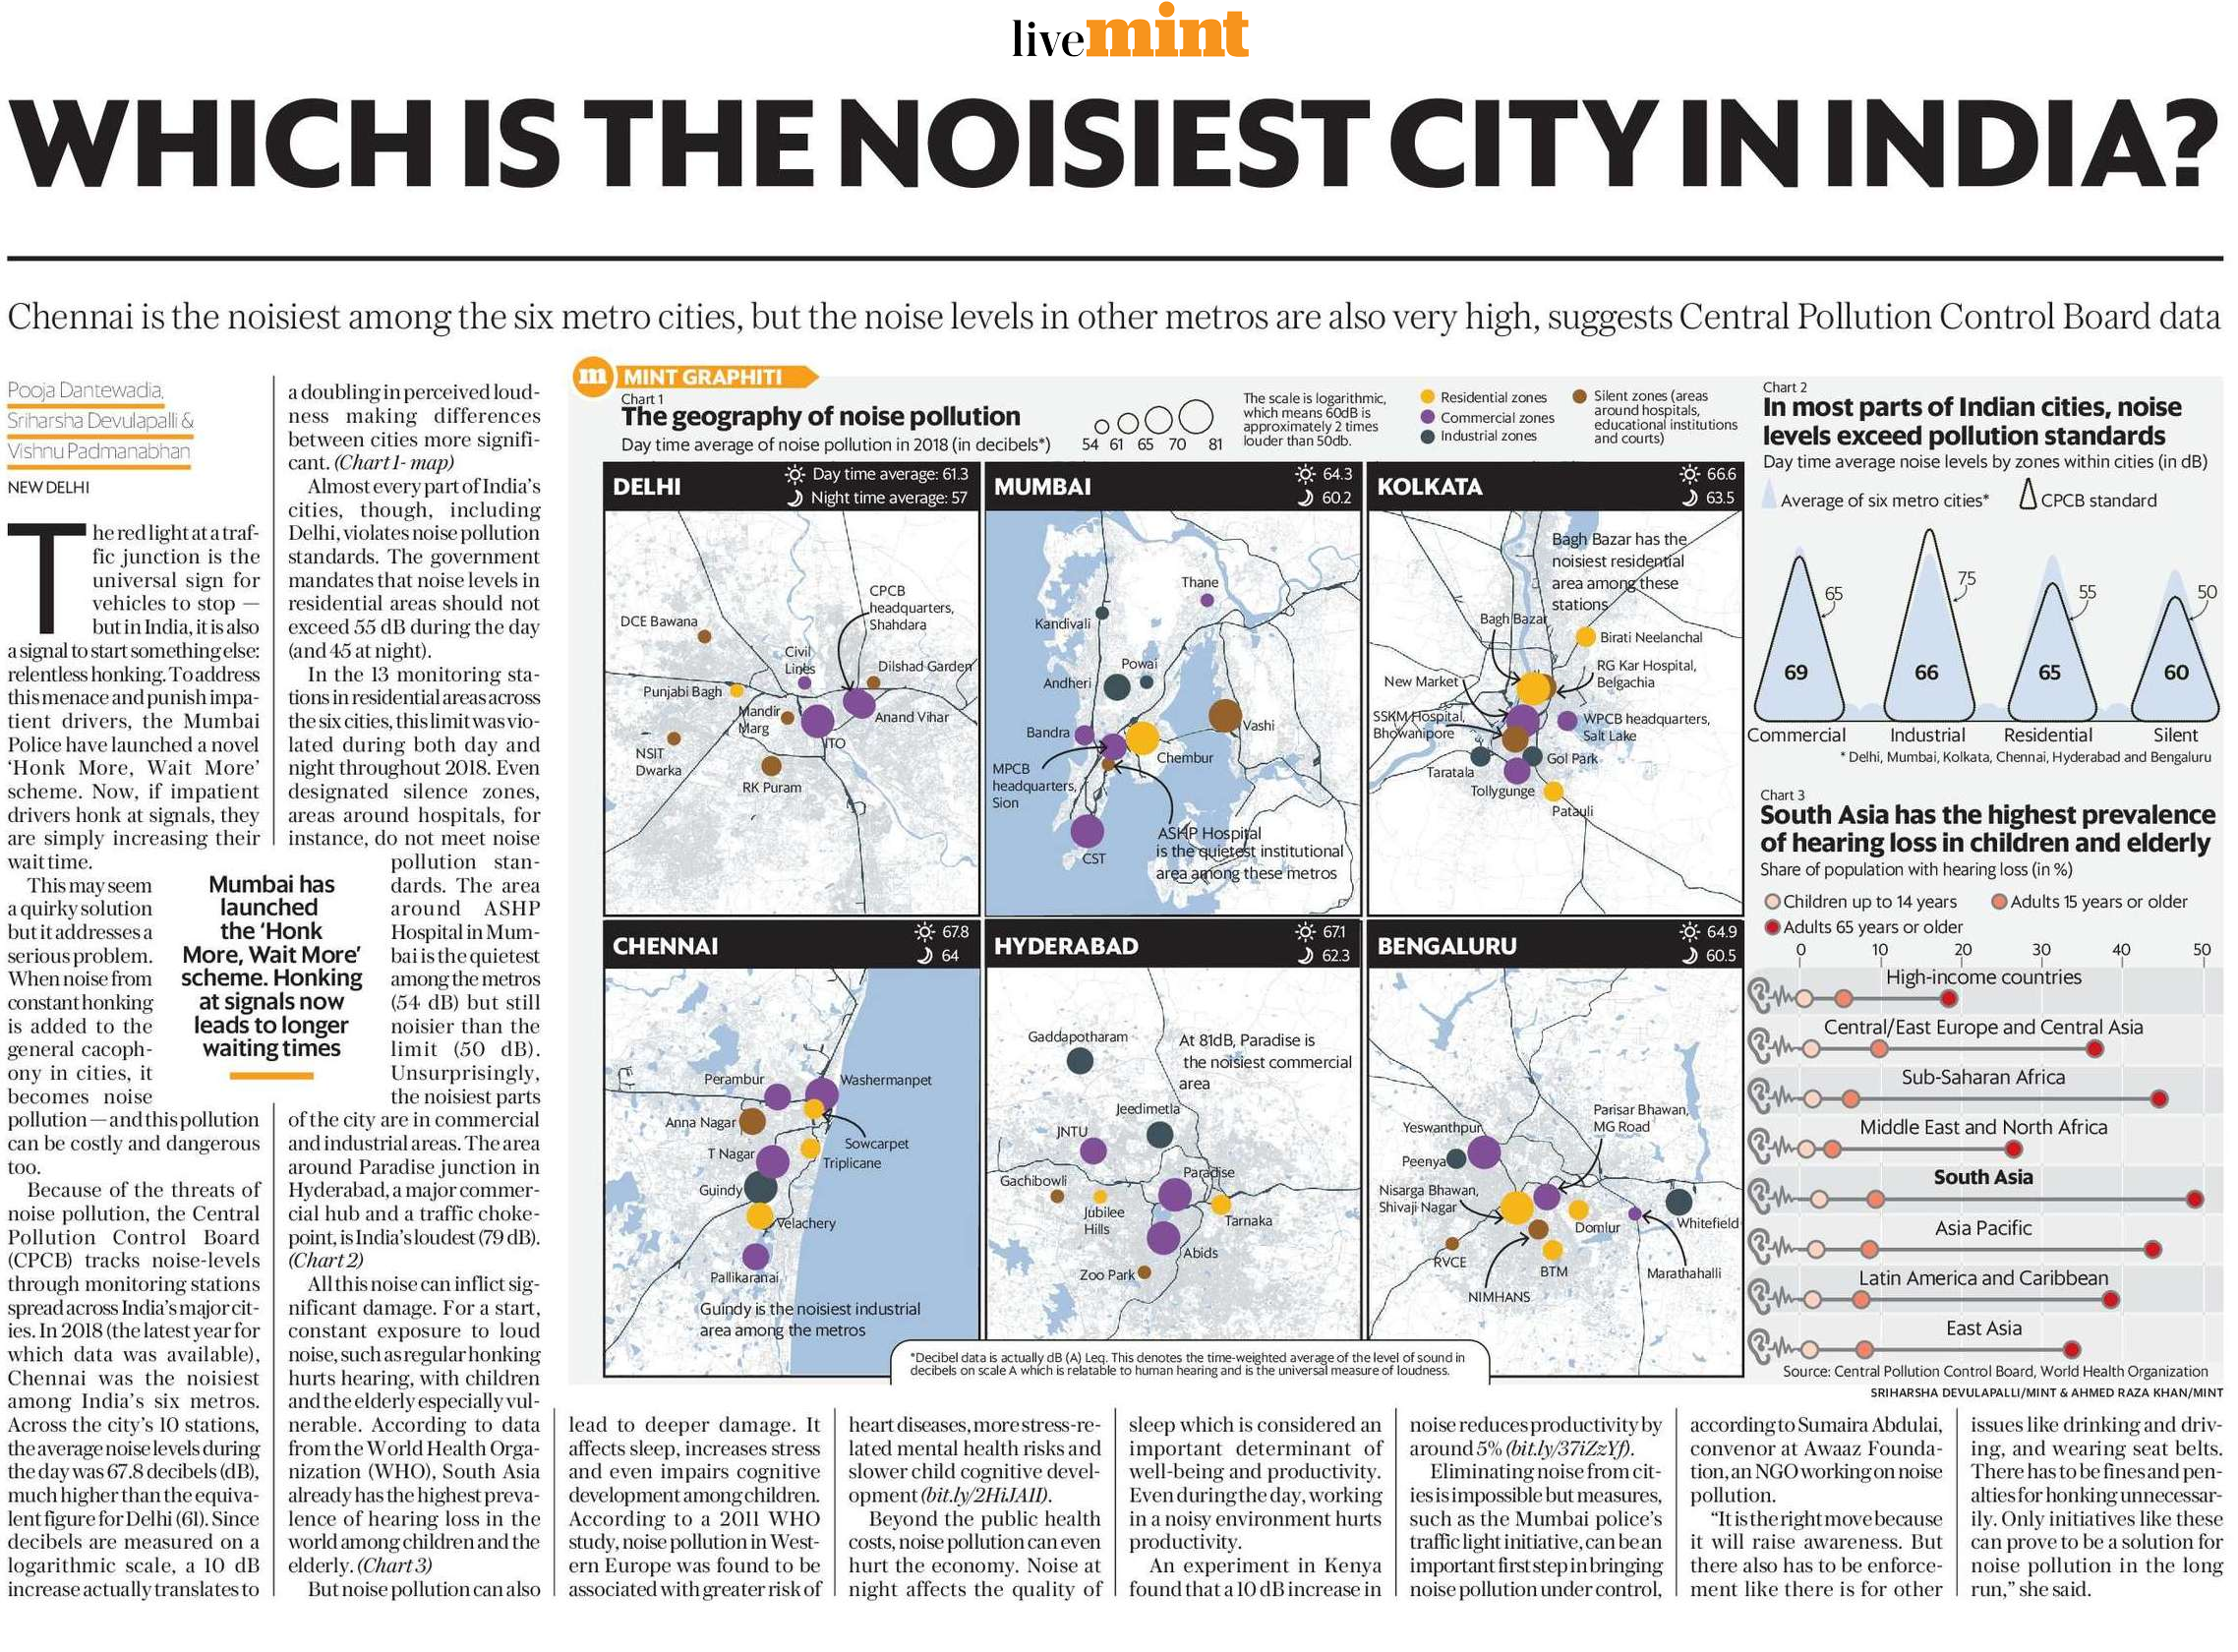 livemint
WHICH IS THE NOISIEST CITY IN INDIA?
Chennai is the noisiest among the six metro cities, but the noise levels in other metros are also very high, suggests Central Pollution Control Board data
Pooja Dantewadia,
Sriharsha Devulapalli &
Vishnu Padmanabhan
NEW DELHI
The red light at a traf-
fic junction is the
universal sign for
vehicles to stop —
but in India, it is also
a signal to start something else:
relentless honking. To address
this menace and punish impa-
tient drivers, the Mumbai
Police have launched a novel
‘Honk More, Wait More’
scheme. Now, if impatient
drivers honk at signals, they
are simply increasing their
wait time.
This may seem
a quirky solution
but it addresses a
serious problem.
When noise from
constant honking
is added to the
general cacoph-
ony in cities, it
becomes noise
pollution — and this pollution
can be costly and dangerous
too.
Because of the threats of
noise pollution, the Central
Pollution Control Board
(CPCB) tracks noise-levels
through monitoring stations
spread across India’s major cit-
ies. In 2018 (the latest year for
which data was available),
Chennai was the noisiest
among India’s six metros.
Across the city’s 10 stations,
the average noise levels during
the day was 67.8 decibels (dB),
much higher than the equiva-
lent figure for Delhi (61). Since
decibels are measured on a
logarithmic scale, a 10 dB
increase actually translates to
Mumbai has
launched
the ‘Honk
More, Wait More’
scheme. Honking
at signals now
leads to longer
waiting times
a doubling in perceived loud-
ness making differences
between cities more signifi-
cant. (Chart 1- map)
Almost every part of India’s
cities, though, including
Delhi, violates noise pollution
standards. The government
mandates that noise levels in
residential areas should not
exceed 55 dB during the day
(and 45 at night).
In the 13 monitoring sta-
tions in residential areas across
the six cities, this limit was vio-
lated during both day and
night throughout 2018. Even
designated silence zones,
areas around hospitals, for
instance, do not meet noise
pollution stan-
dards. The area
around ASHP
Hospital in Mum-
bai is the quietest
among the metros
(54 dB) but still
noisier than the
limit (50 dB).
Unsurprisingly,
the noisiest parts
of the city are in commercial
and industrial areas. The area
around Paradise junction in
Hyderabad, a major commer-
cial hub and a traffic choke-
point, is India’s loudest (79 dB).
(Chart 2)
All this noise can inflict sig-
nificant damage. For a start,
constant exposure to loud
noise, such as regular honking
hurts hearing, with children
and the elderly especially vul-
nerable. According to data
from the World Health Orga-
nization (WHO), South Asia
already has the highest preva-
lence of hearing loss in the
world among children and the
elderly. (Chart 3)
But noise pollution can also
m MINT GRAPHITI
Chart 1
The geography of noise pollution
Day time average of noise pollution in 2018 (in decibels*)
54 61 65 70 81
The scale is logarithmic,
which means 60dB is
approximately 2 times
louder than 50db.
Residential zones
Commercial zones
Industrial zones
Silent zones (areas
around hospitals,
educational institutions
and courts)
DELHI
Day time average: 61.3
Night time average: 57
DCE Bawana
CPCB
headquarters,
Shahdara
Civil
Lines
Dilshad Garden
Punjabi Bagh
Mandir
Marg
Anand Vihar
ITO
NSIT
Dwarka
RK Puram
MUMBAI
64.3
60.2
Thane
Kandivali
Powai
Andheri
Bandra
Vashi
Chembur
MPCB
headquarters,
Sion
CST
ASHP Hospital
is the quietest institutional
area among these metros
KOLKATA
66.6
63.5
Bagh Bazar has the
noisiest residential
area among these
stations
Bagh Bazar
Birati Neelanchal
RG Kar Hospital,
Belgachia
New Market
SSKM Hospital,
Bhowanipore
WPCB headquarters,
Salt Lake
Gol Park
Taratala
Tollygunge
Patauli
CHENNAI
67.8
64
Perambur
Washermanpet
Anna Nagar
Sowcarpet
T Nagar
Triplicane
Guindy
Velachery
Pallikaranai
Guindy is the noisiest industrial
area among the metros
HYDERABAD
67.1
62.3
Gaddapotharam
At 81dB, Paradise is
the noisiest commercial
area
Jeedimetla
JNTU
Paradise
Gachibowli
Jubilee
Hills
Tarnaka
Abids
Zoo Park
BENGALURU
64.9
60.5
Parisar Bhawan,
MG Road
Yeswanthpur
Peenya
Nisarga Bhawan,
Shivaji Nagar
Domlur
Whitefield
RVCE
BTM
Marathahalli
NIMHANS
*Decibel data is actually dB (A) Leq. This denotes the time-weighted average of the level of sound in
decibels on scale A which is relatable to human hearing and is the universal measure of loudness.
Chart 2
In most parts of Indian cities, noise
levels exceed pollution standards
Day time average noise levels by zones within cities (in dB)
Average of six metro cities* CPCB standard
65 75 55 50
69 66 65 60
Commercial Industrial Residential Silent
* Delhi, Mumbai, Kolkata, Chennai, Hyderabad and Bengaluru
Chart 3
South Asia has the highest prevalence
of hearing loss in children and elderly
Share of population with hearing loss (in %)
Children up to 14 years Adults 15 years or older
Adults 65 years or older
0 10 20 30 40 50
High-income countries
Central/East Europe and Central Asia
Sub-Saharan Africa
Middle East and North Africa
South Asia
Asia Pacific
Latin America and Caribbean
East Asia
Source: Central Pollution Control Board, World Health Organization
SRIHARSHA DEVULAPALLI/MINT & AHMED RAZA KHAN/MINT
lead to deeper damage. It
affects sleep, increases stress
and even impairs cognitive
development among children.
According to a 2011 WHO
study, noise pollution in West-
ern Europe was found to be
associated with greater risk of
heart diseases, more stress-re-
lated mental health risks and
slower child cognitive devel-
opment (bit.ly/2HiJAII).
Beyond the public health
costs, noise pollution can even
hurt the economy. Noise at
night affects the quality of
sleep which is considered an
important determinant of
well-being and productivity.
Even during the day, working
in a noisy environment hurts
productivity.
An experiment in Kenya
found that a 10 dB increase in
noise reduces productivity by
around 5% (bit.ly/37iZzYf).
Eliminating noise from cit-
ies is impossible but measures,
such as the Mumbai police’s
traffic light initiative, can be an
important first step in bringing
noise pollution under control,
according to Sumaira Abdulai,
convenor at Awaaz Founda-
tion, an NGO working on noise
pollution.
“It is the right move because
it will raise awareness. But
there also has to be enforce-
ment like there is for other
issues like drinking and driv-
ing, and wearing seat belts.
There has to be fines and pen-
alties for honking unnecessar-
ily. Only initiatives like these
can prove to be a solution for
noise pollution in the long
run,” she said.